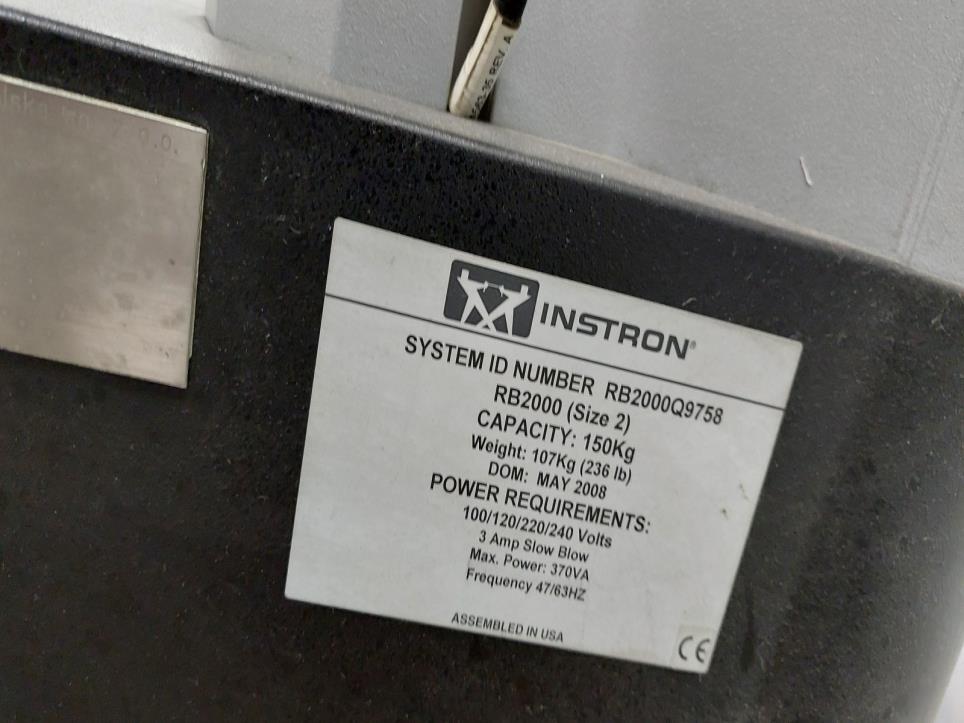 REV. A
o.o.
INSTRON®
SYSTEM ID NUMBER RB2000Q9758
RB2000 (Size 2)
CAPACITY: 150Kg
Weight: 107Kg (236 lb)
DOM: MAY 2008
POWER REQUIREMENTS:
100/120/220/240 Volts
3 Amp Slow Blow
Max. Power: 370VA
Frequency 47/63HZ
ASSEMBLED IN USA
CE